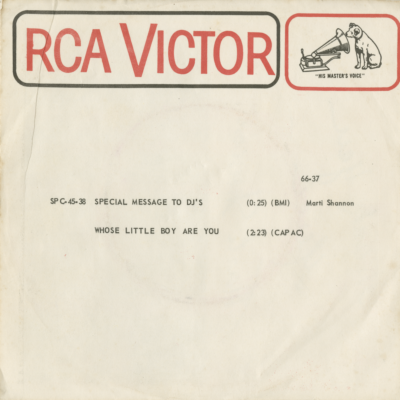 RCA VICTOR
"HIS MASTER'S VOICE"
66-37
SPC-45-38 SPECIAL MESSAGE TO DJ'S (0:25) (BMI) Marti Shannon
WHOSE LITTLE BOY ARE YOU (2:23) (CAPAC)